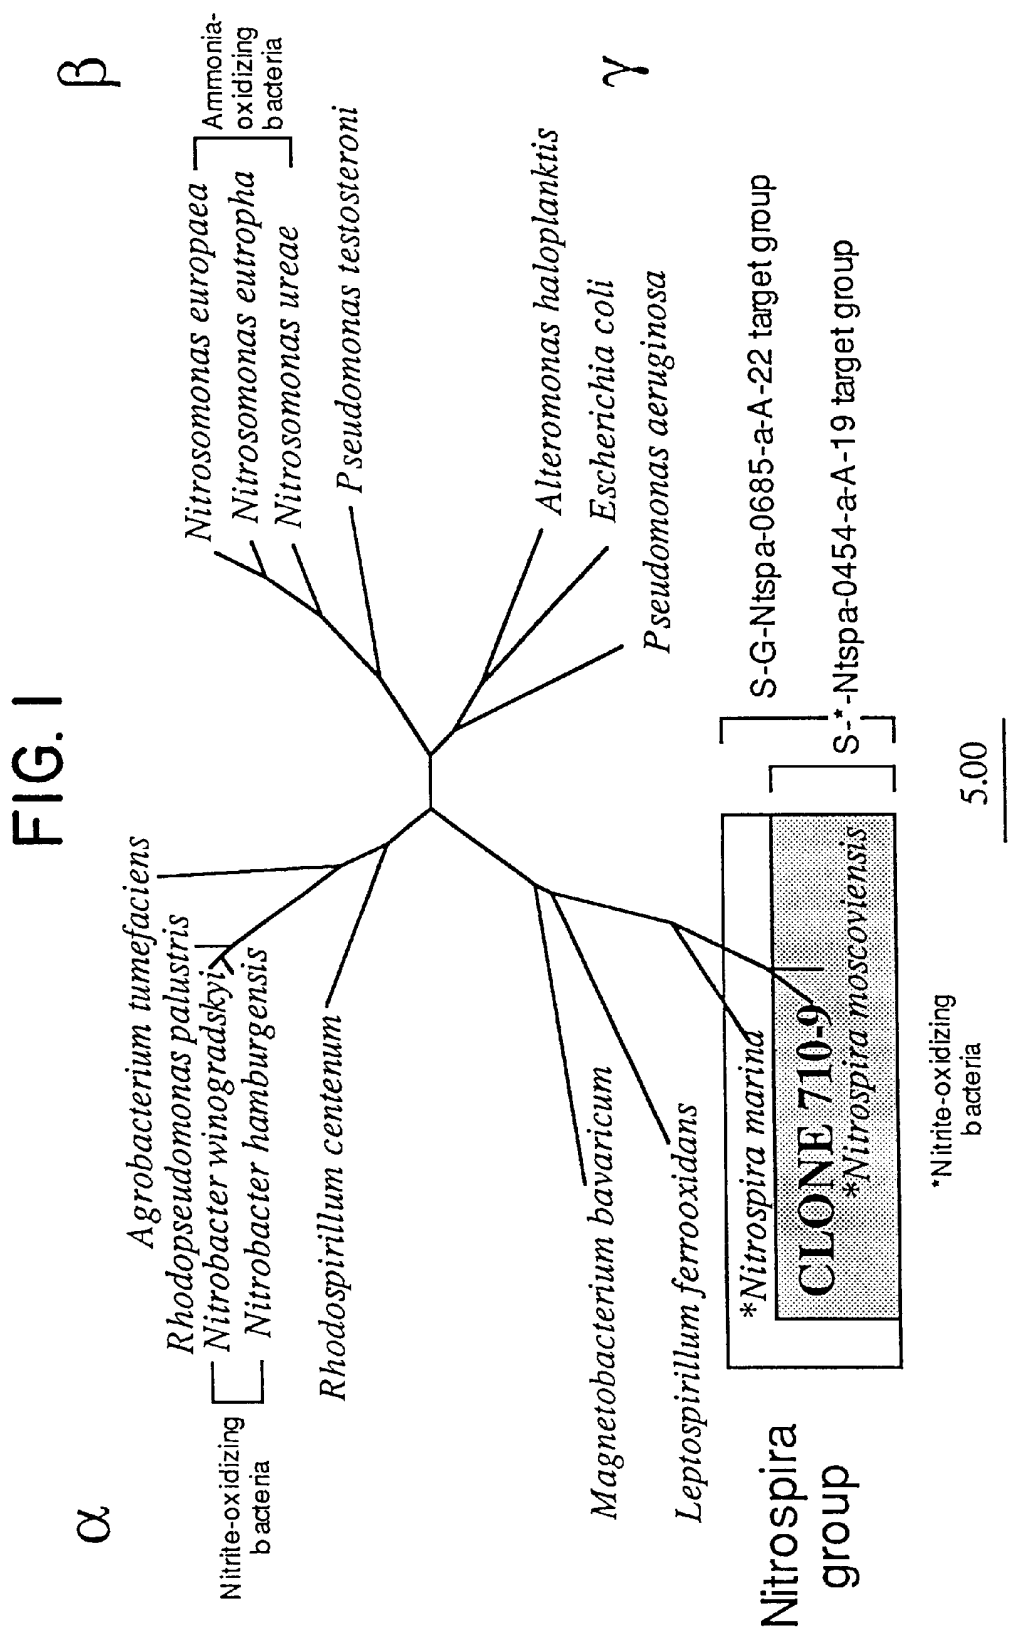 FIG. 1
α
β
Agrobacterium tumefaciens
Rhodopseudomonas palustris
Nitrobacter winogradskyi
Nitrobacter hamburgensis
Nitrite-oxidizing
bacteria
Rhodospirillum centenum
Nitrosomonas europaea
Nitrosomonas eutropha
Nitrosomonas ureae
Ammonia-
oxidizing
bacteria
Pseudomonas testosteroni
γ
Alteromonas haloplanktis
Escherichia coli
Pseudomonas aeruginosa
Magnetobacterium bavaricum
Leptospirillum ferrooxidans
Nitrospira
group
*Nitrospira marina
CLONE 710-9
*Nitrospira moscoviensis
S-G-Ntspa-0685-a-A-22 target group
S-*-Ntspa-0454-a-A-19 target group
*Nitrite-oxidizing
bacteria
5.00